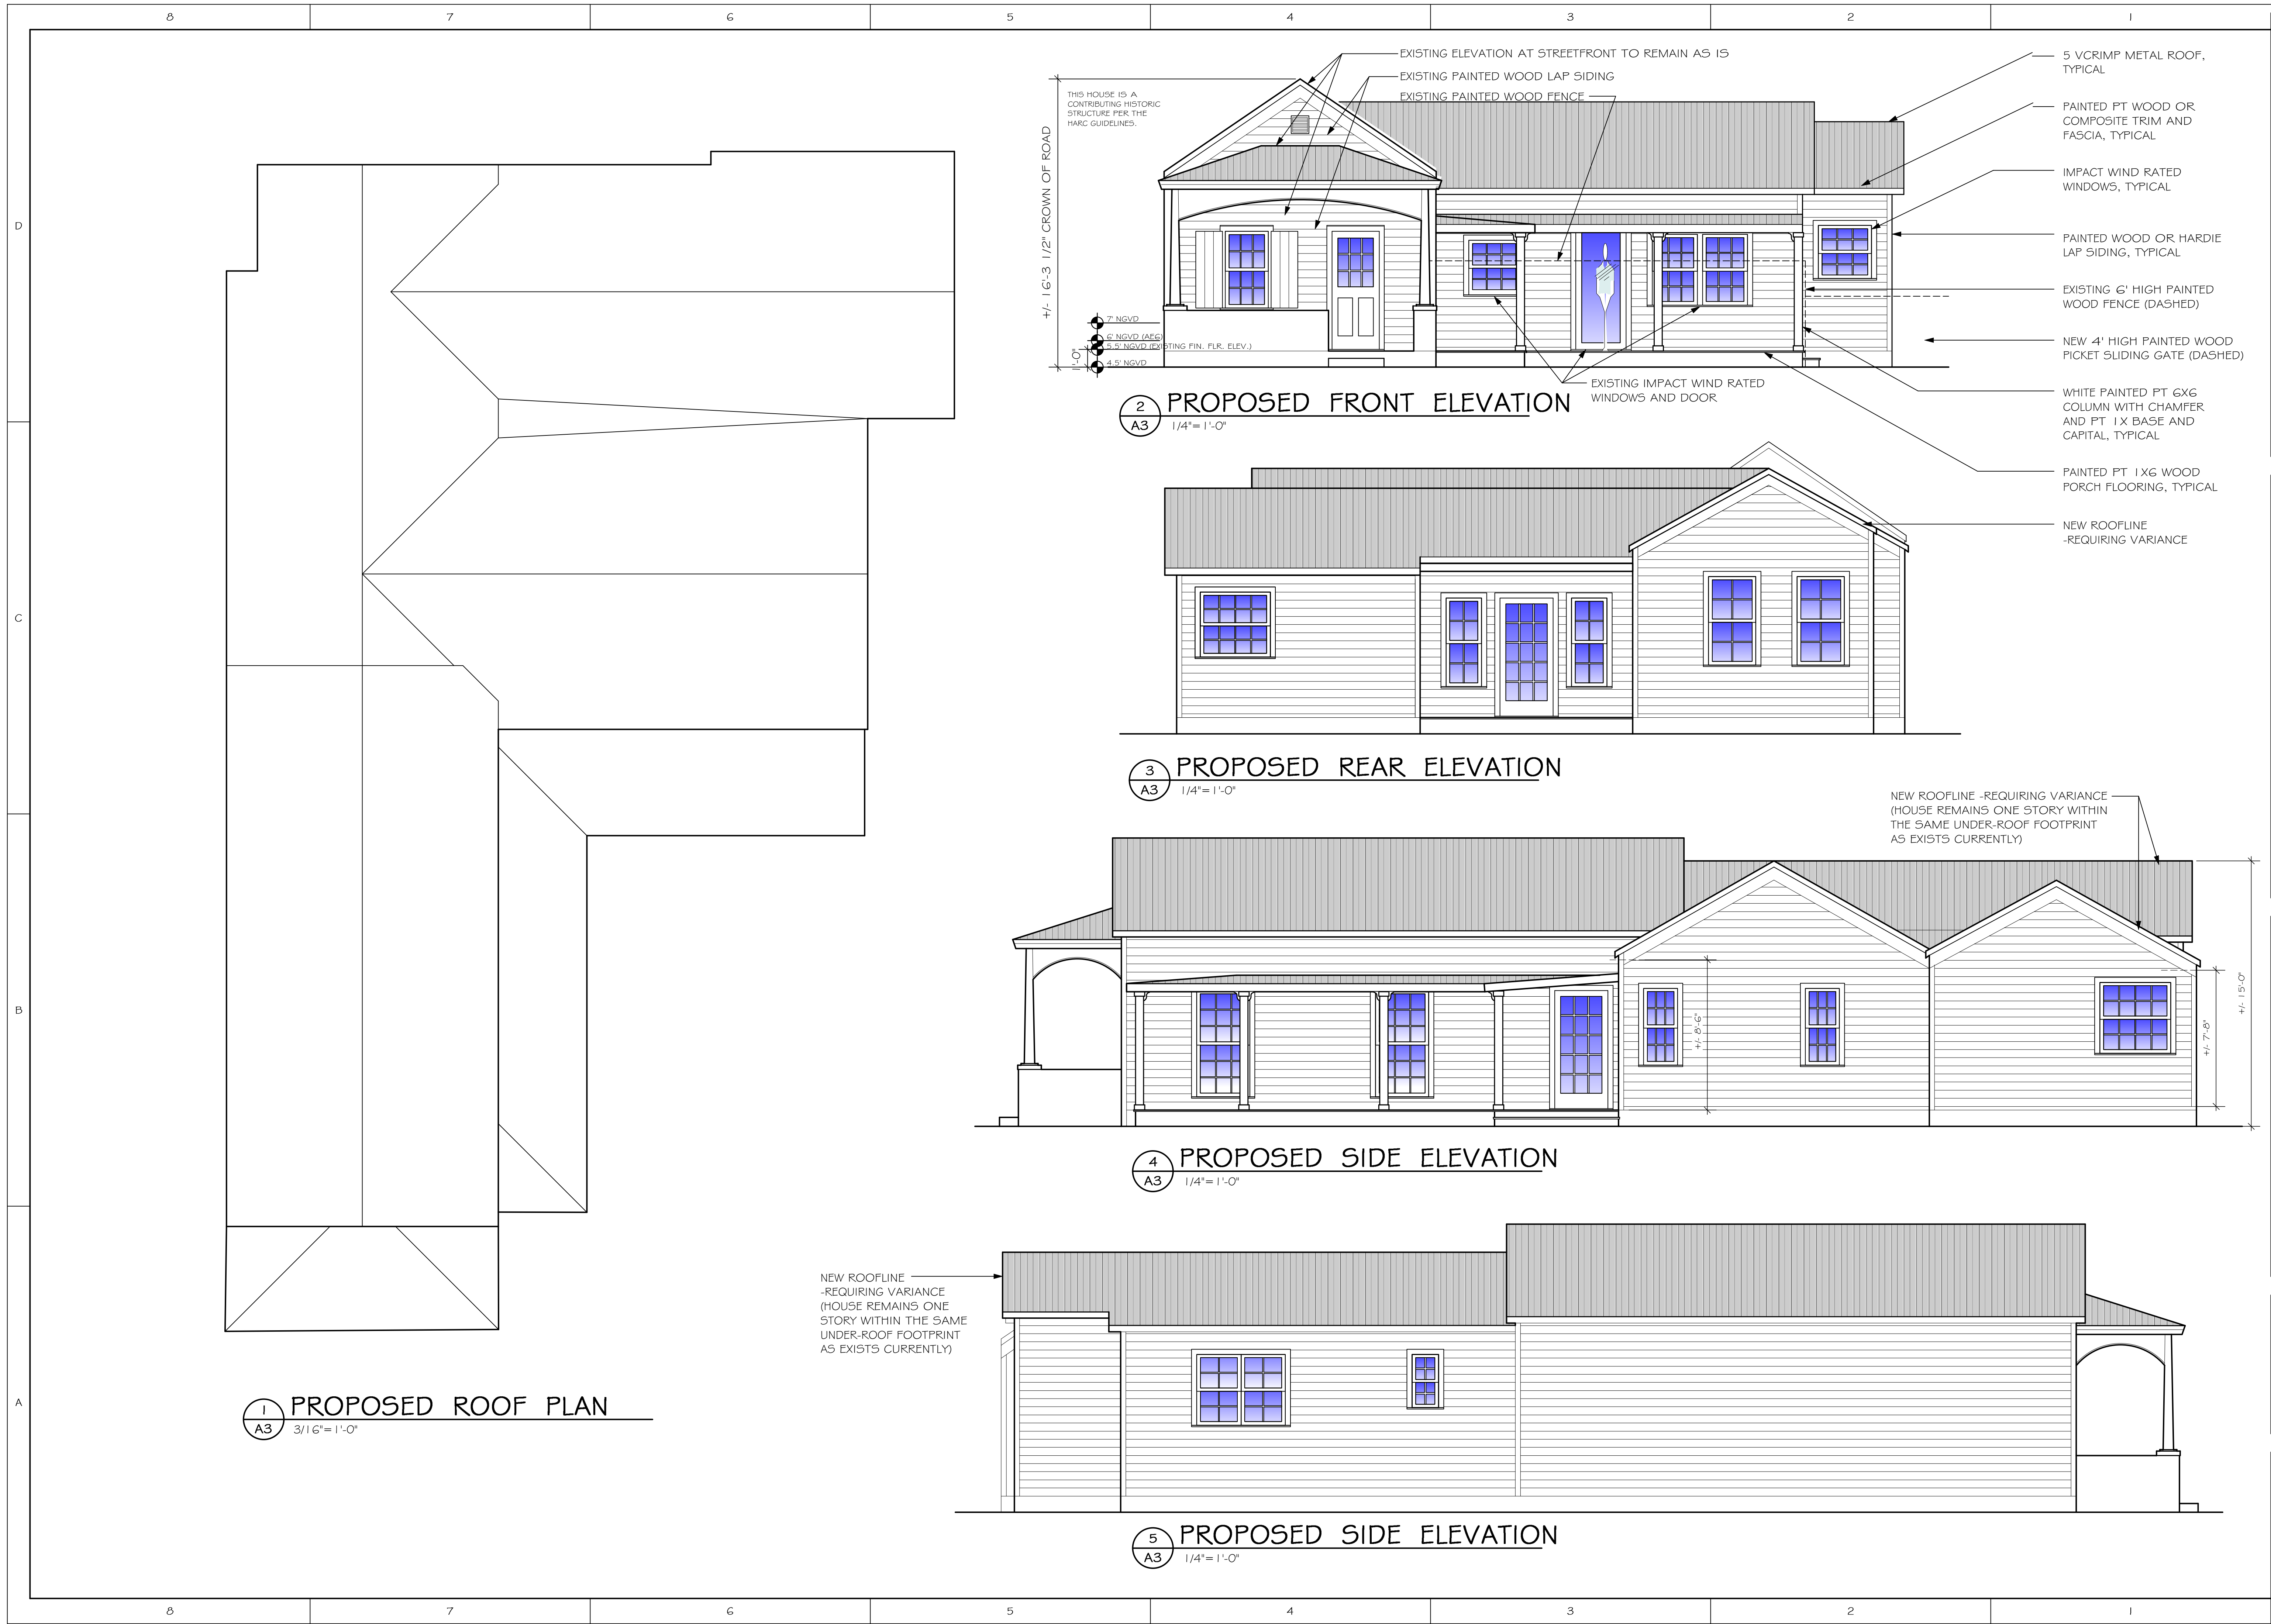 8 7 6 5 4 3 2 1
D
C
B
A
EXISTING ELEVATION AT STREETFRONT TO REMAIN AS IS
EXISTING PAINTED WOOD LAP SIDING
EXISTING PAINTED WOOD FENCE
THIS HOUSE IS A
CONTRIBUTING HISTORIC
STRUCTURE PER THE
HARC GUIDELINES.
+/- 16'-3 1/2" CROWN OF ROAD
7' NGVD
6' NGVD (AE6)
5.5' NGVD (EXISTING FIN. FLR. ELEV.)
4.5' NGVD
1'-0"
5 VCRIMP METAL ROOF,
TYPICAL
PAINTED PT WOOD OR
COMPOSITE TRIM AND
FASCIA, TYPICAL
IMPACT WIND RATED
WINDOWS, TYPICAL
PAINTED WOOD OR HARDIE
LAP SIDING, TYPICAL
EXISTING 6' HIGH PAINTED
WOOD FENCE (DASHED)
NEW 4' HIGH PAINTED WOOD
PICKET SLIDING GATE (DASHED)
WHITE PAINTED PT 6X6
COLUMN WITH CHAMFER
AND PT 1X BASE AND
CAPITAL, TYPICAL
PAINTED PT 1X6 WOOD
PORCH FLOORING, TYPICAL
NEW ROOFLINE
-REQUIRING VARIANCE
EXISTING IMPACT WIND RATED
WINDOWS AND DOOR
2
A3
PROPOSED FRONT ELEVATION
1/4"=1'-0"
3
A3
PROPOSED REAR ELEVATION
1/4"=1'-0"
NEW ROOFLINE -REQUIRING VARIANCE
(HOUSE REMAINS ONE STORY WITHIN
THE SAME UNDER-ROOF FOOTPRINT
AS EXISTS CURRENTLY)
+/- 8'-6"
+/- 7'-8"
+/- 15'-0"
4
A3
PROPOSED SIDE ELEVATION
1/4"=1'-0"
NEW ROOFLINE
-REQUIRING VARIANCE
(HOUSE REMAINS ONE
STORY WITHIN THE SAME
UNDER-ROOF FOOTPRINT
AS EXISTS CURRENTLY)
1
A3
PROPOSED ROOF PLAN
3/16"=1'-0"
5
A3
PROPOSED SIDE ELEVATION
1/4"=1'-0"
8 7 6 5 4 3 2 1